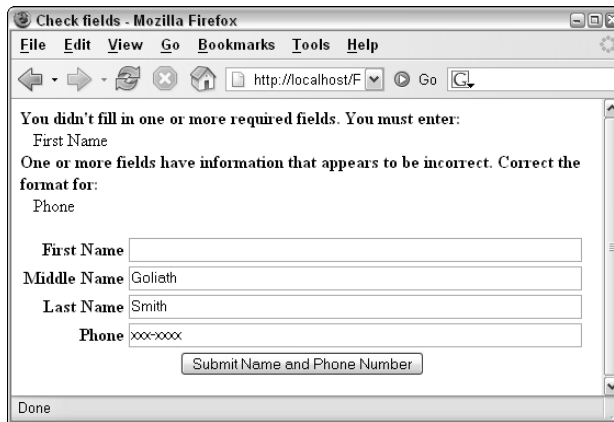 Check fields - Mozilla Firefox
File Edit View Go Bookmarks Tools Help
http://localhost/F Go G
You didn't fill in one or more required fields. You must enter:
First Name
One or more fields have information that appears to be incorrect. Correct the
format for:
Phone
First Name
Middle Name Goliath
Last Name Smith
Phone xxx-xxxx
Submit Name and Phone Number
Done